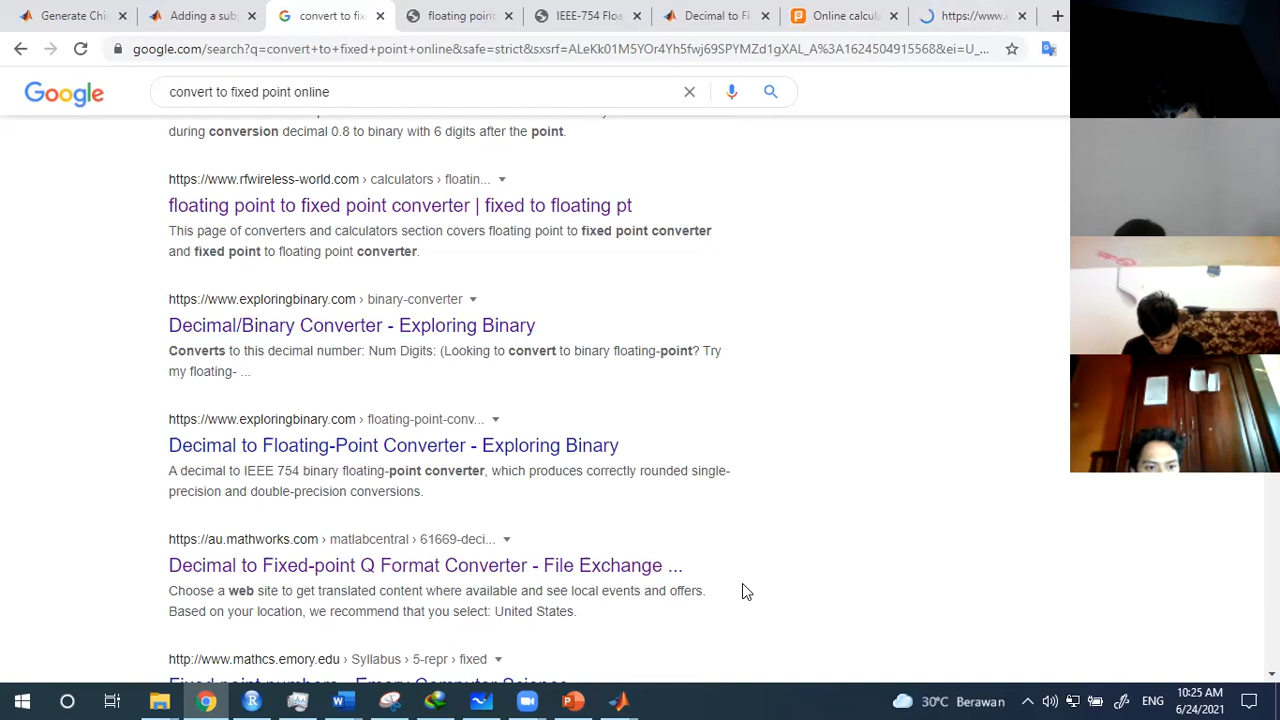 Generate Chi
Adding a sub
convert to fix
floating poin
IEEE-754 Floa
Decimal to Fi
Online calcul
https://www.e
google.com/search?q=convert+to+fixed+point+online&safe=strict&sxsrf=ALeKk01M5YOr4Yh5fwj69SPYMZd1gXAL_A%3A1624504915568&ei=U_...
Google
convert to fixed point online
during conversion decimal 0.8 to binary with 6 digits after the point.
https://www.rfwireless-world.com › calculators › floatin...
floating point to fixed point converter | fixed to floating pt
This page of converters and calculators section covers floating point to fixed point converter
and fixed point to floating point converter.
https://www.exploringbinary.com › binary-converter
Decimal/Binary Converter - Exploring Binary
Converts to this decimal number: Num Digits: (Looking to convert to binary floating-point? Try
my floating- ...
https://www.exploringbinary.com › floating-point-conv...
Decimal to Floating-Point Converter - Exploring Binary
A decimal to IEEE 754 binary floating-point converter, which produces correctly rounded single-
precision and double-precision conversions.
https://au.mathworks.com › matlabcentral › 61669-deci...
Decimal to Fixed-point Q Format Converter - File Exchange ...
Choose a web site to get translated content where available and see local events and offers.
Based on your location, we recommend that you select: United States.
http://www.mathcs.emory.edu › Syllabus › 5-repr › fixed
Fixed point numbers - Emory Computer Science
30°C Berawan
ENG
10:25 AM
6/24/2021